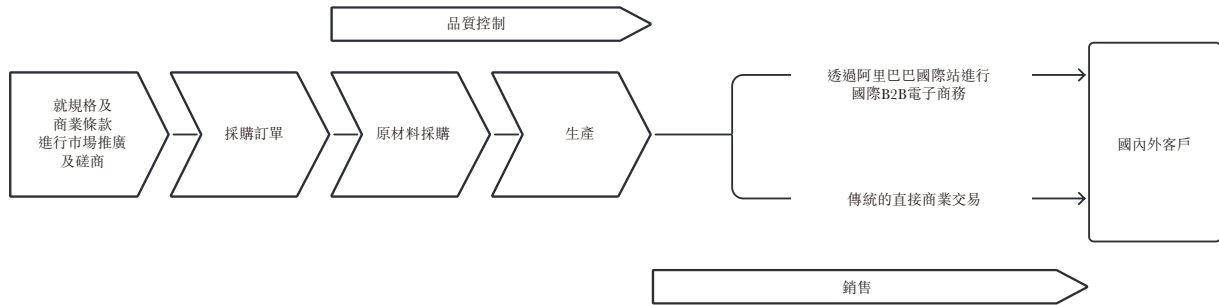 品質控制
就規格及
商業條款
進行市場推廣
及磋商
採購訂單
原材料採購
生產
透過阿里巴巴國際站進行
國際B2B電子商務
傳統的直接商業交易
國內外客戶
銷售